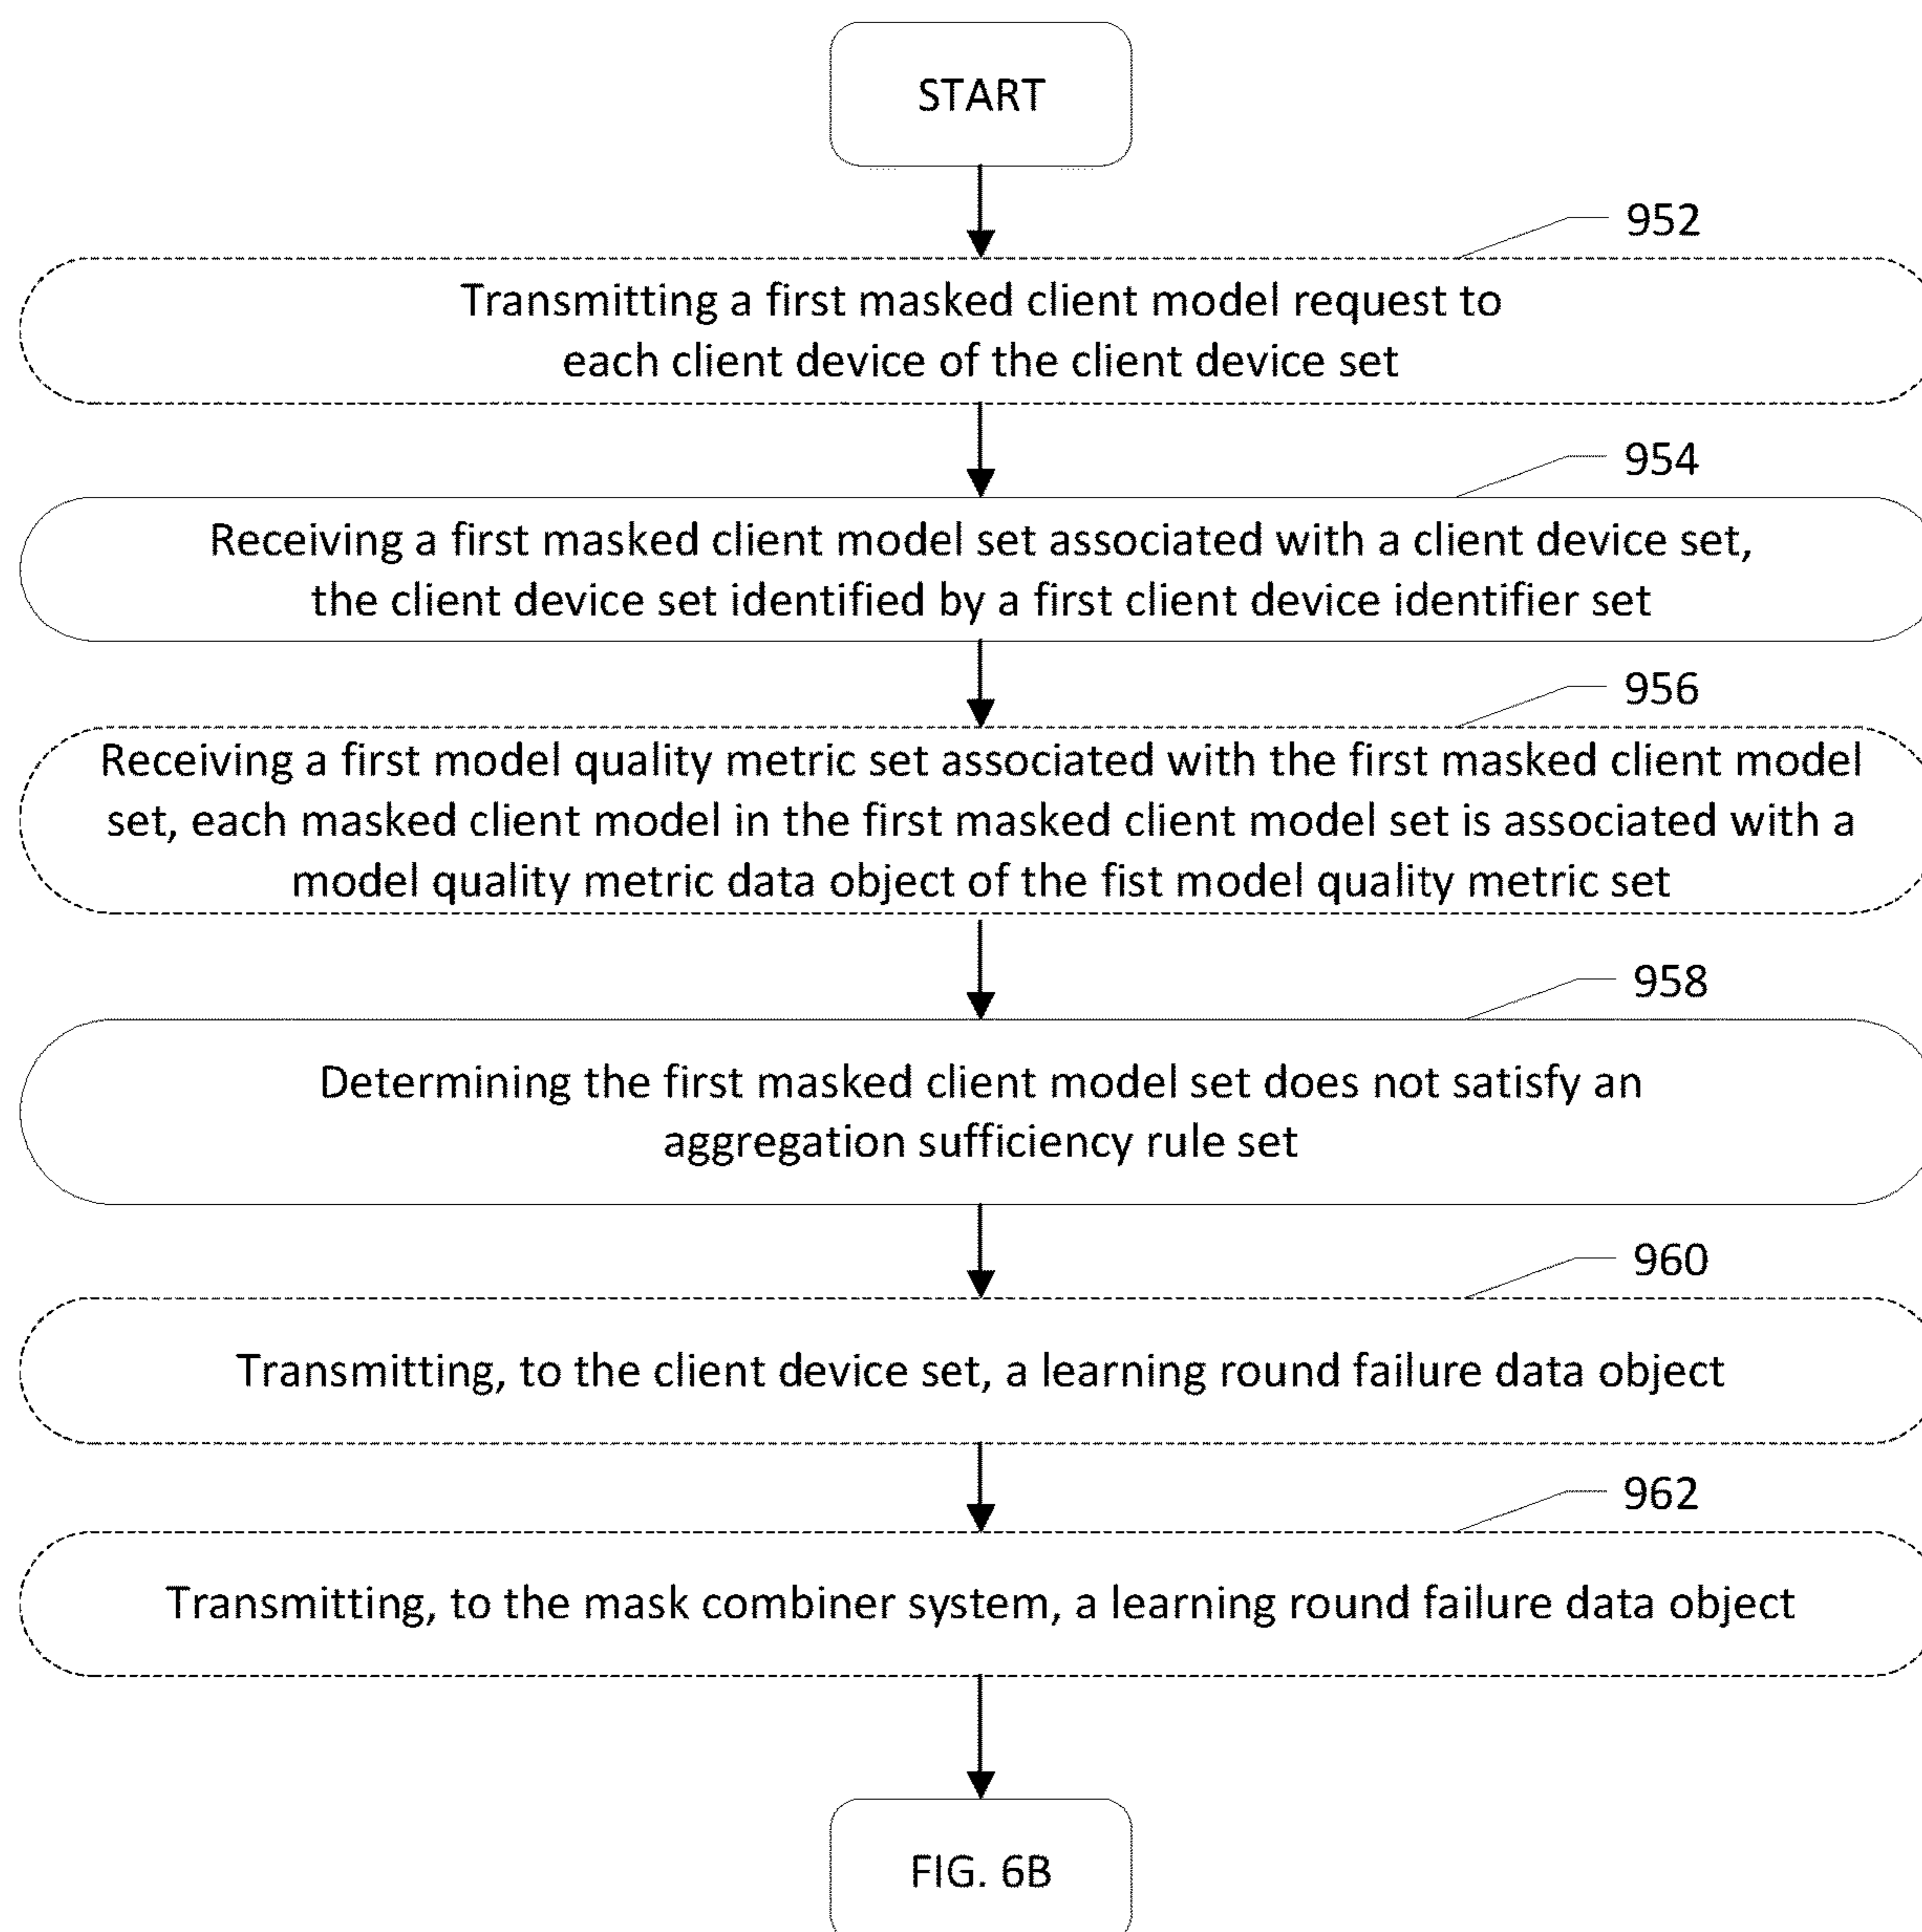 START
952
Transmitting a first masked client model request to
each client device of the client device set
954
Receiving a first masked client model set associated with a client device set,
the client device set identified by a first client device identifier set
956
Receiving a first model quality metric set associated with the first masked client model
set, each masked client model in the first masked client model set is associated with a
model quality metric data object of the fist model quality metric set
958
Determining the first masked client model set does not satisfy an
aggregation sufficiency rule set
960
Transmitting, to the client device set, a learning round failure data object
962
Transmitting, to the mask combiner system, a learning round failure data object
FIG. 6B